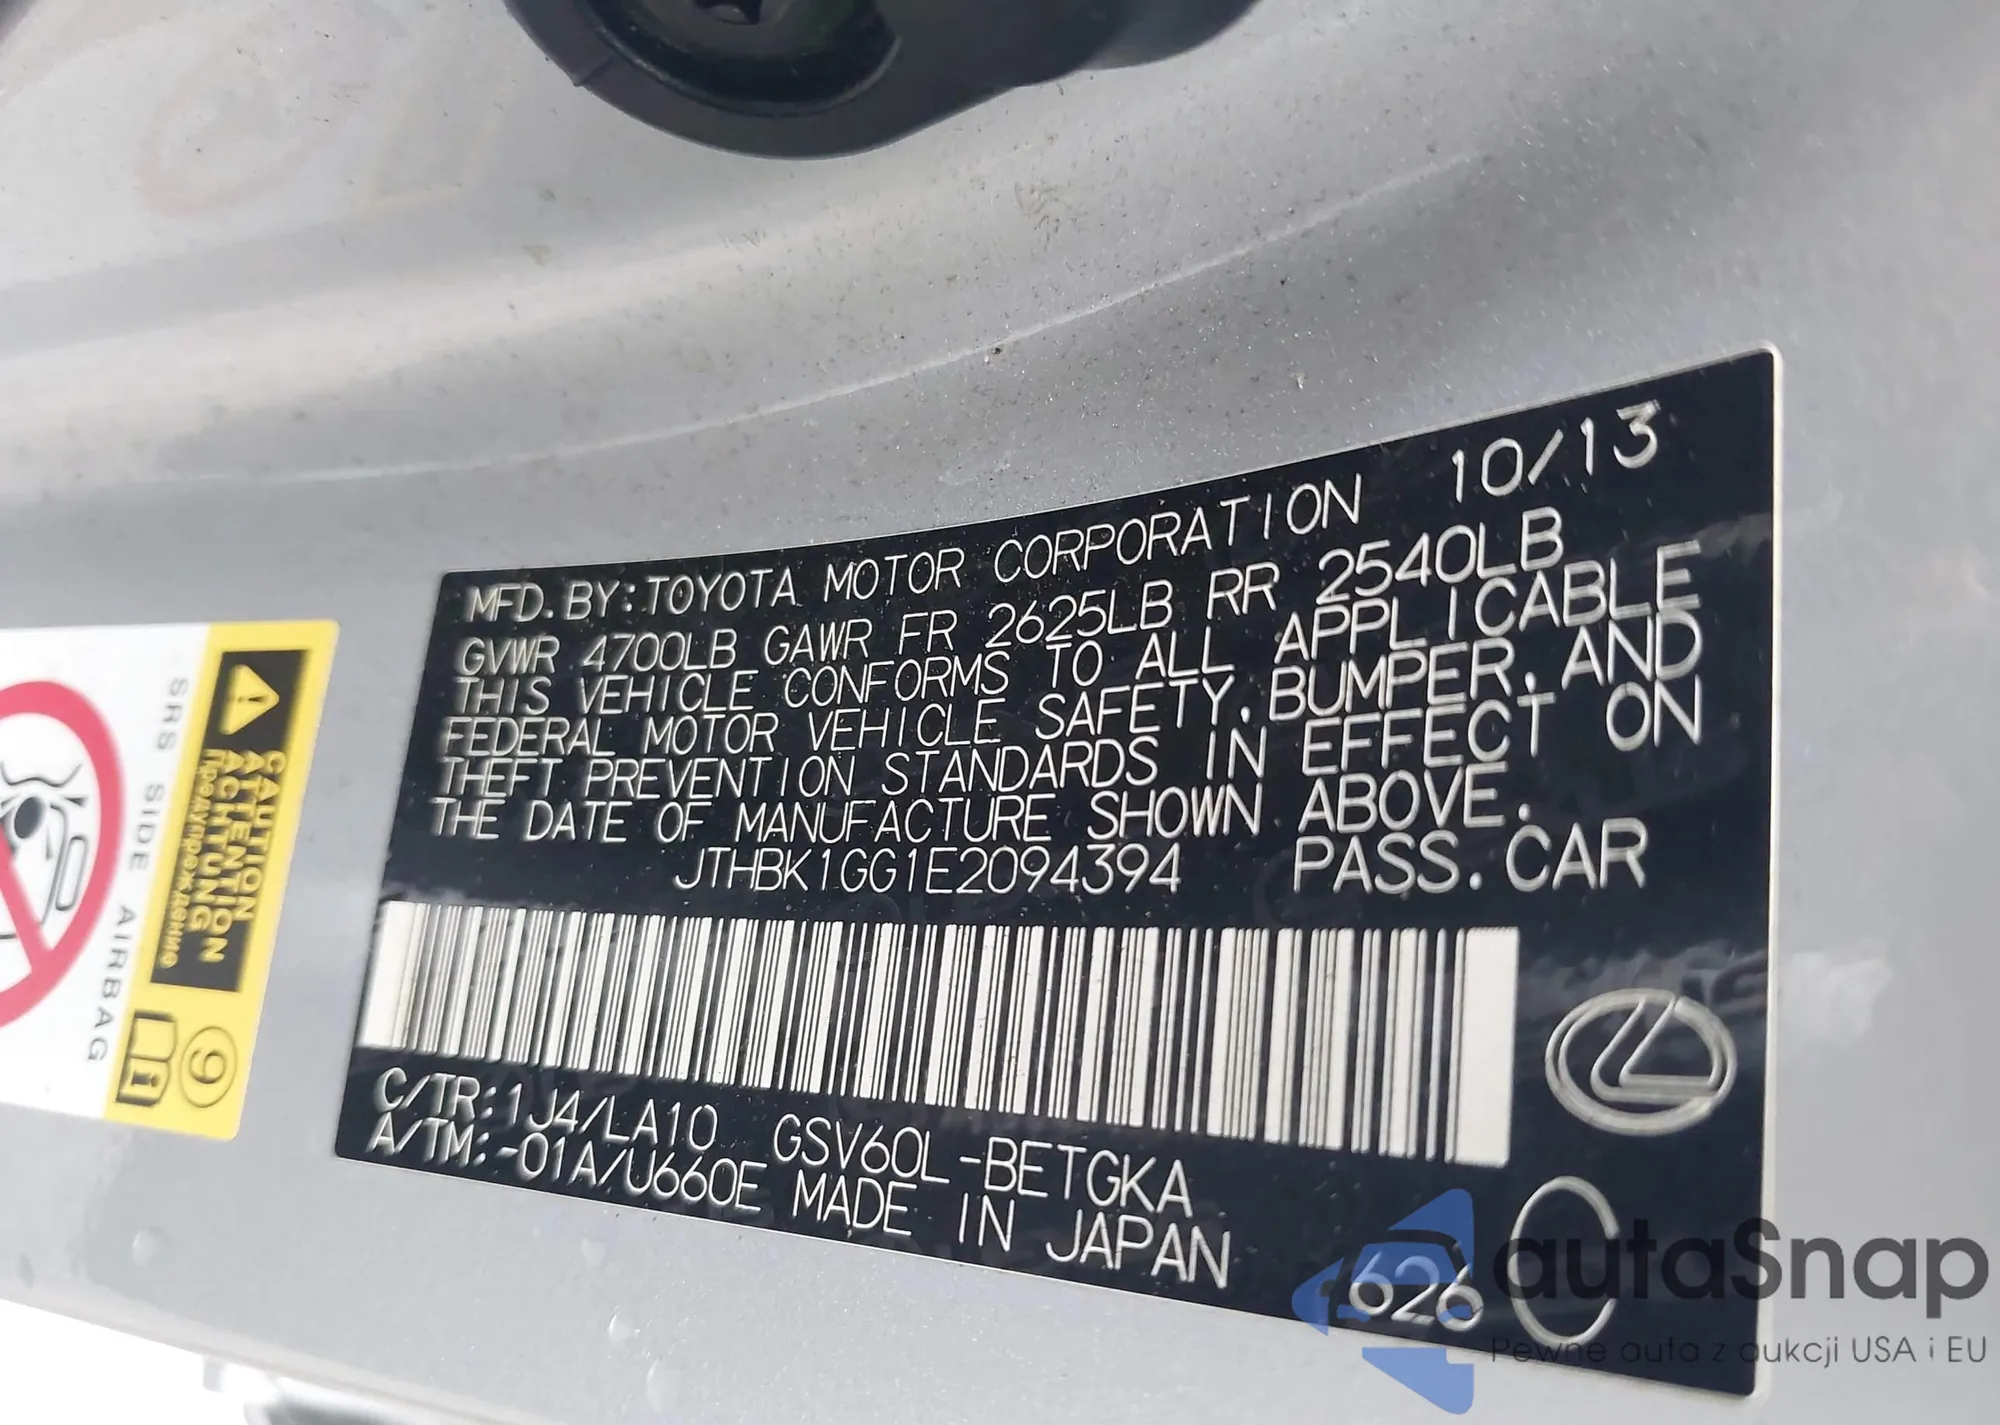 MFD.BY:TOYOTA MOTOR CORPORATION 10/13
GVWR 4700LB GAWR FR 2625LB RR 2540LB
THIS VEHICLE CONFORMS TO ALL APPLICABLE
FEDERAL MOTOR VEHICLE SAFETY,BUMPER,AND
THEFT PREVENTION STANDARDS IN EFFECT ON
THE DATE OF MANUFACTURE SHOWN ABOVE.
JTHBK1GG1E2094394 PASS.CAR
C/TR:1J4/LA10 GSV60L-BETGKA
A/TM:-01A/U660E MADE IN JAPAN
626
CAUTION
ATTENTION
ACHTUNG
Предупреждение
SRS SIDE AIRBAG
9
i
autaSnap
Pewne auta z aukcji USA i EU